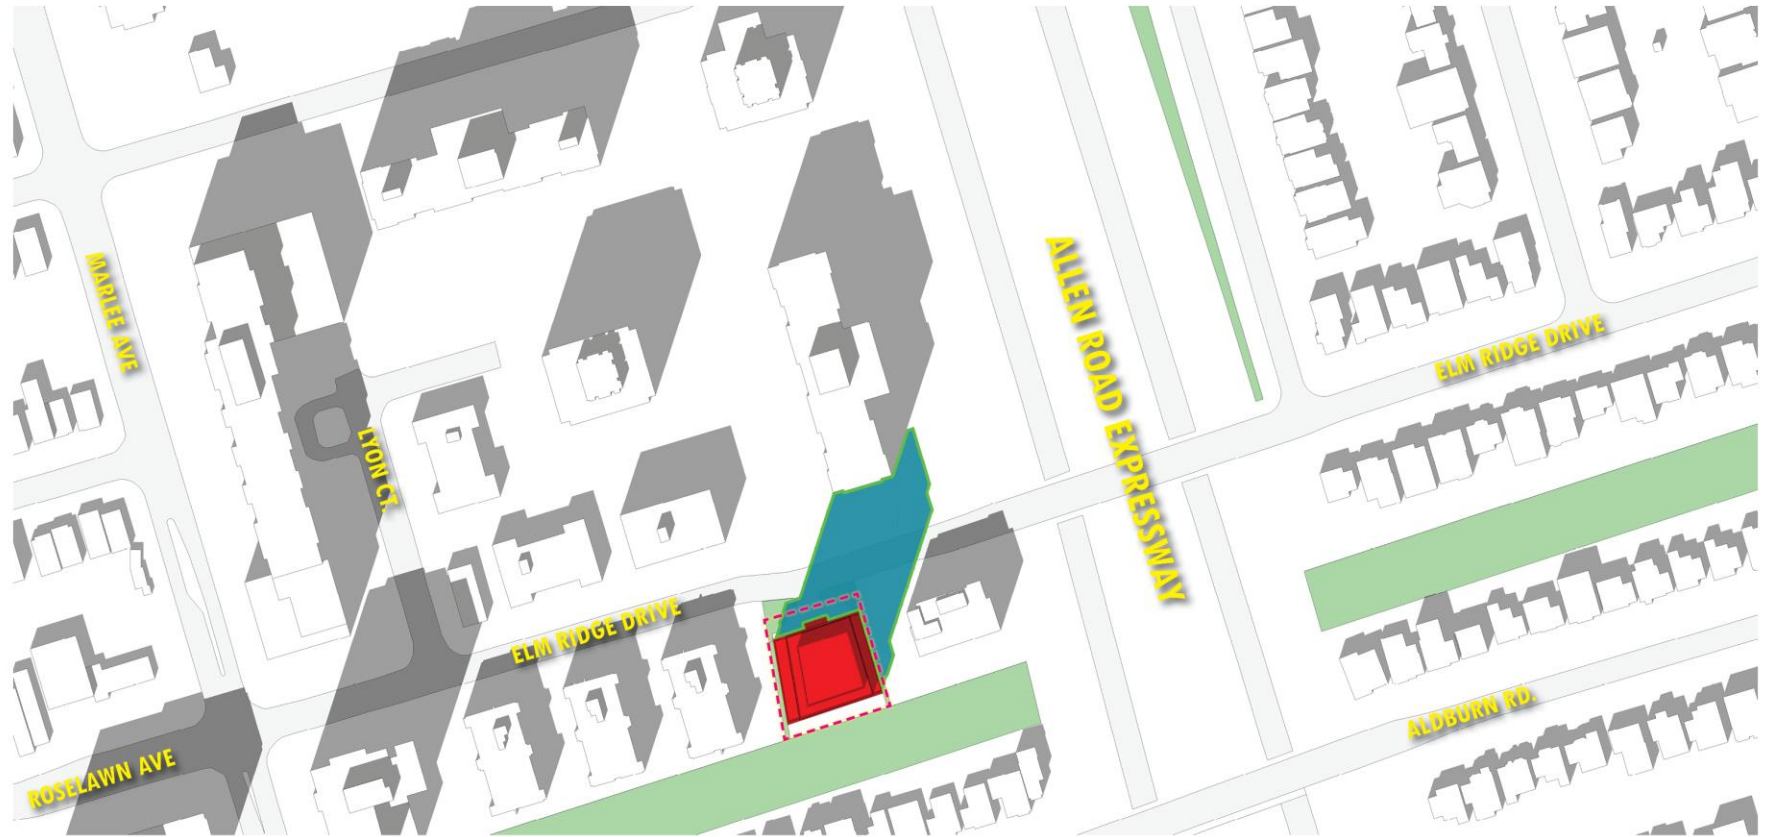 MARLEE AVE
ALLEN ROAD EXPRESSWAY
ELM RIDGE DRIVE
LYON CT.
ELM RIDGE DRIVE
ALDBURN RD.
ROSELAWN AVE